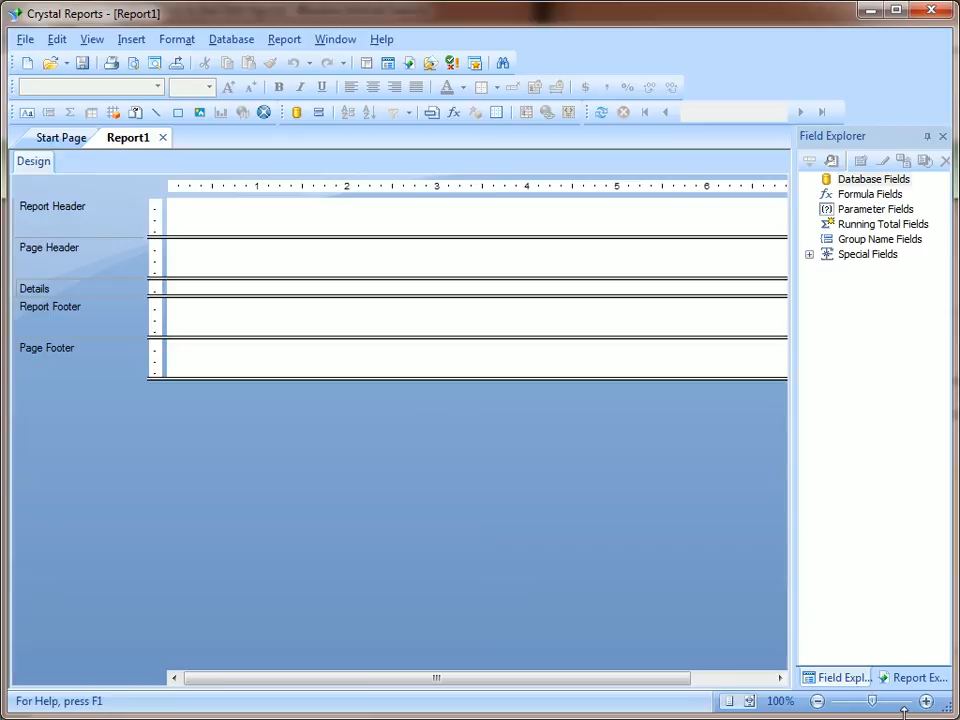 Crystal Reports - [Report1]
File Edit View Insert Format Database Report Window Help
B I U A $ , %
Aa Σ fx
Start Page Report1
Field Explorer
Design
1 2 3 4 5 6
Report Header
Page Header
Details
Report Footer
Page Footer
Database Fields
Formula Fields
Parameter Fields
Running Total Fields
Group Name Fields
Special Fields
Field Expl... Report Ex...
For Help, press F1
100%